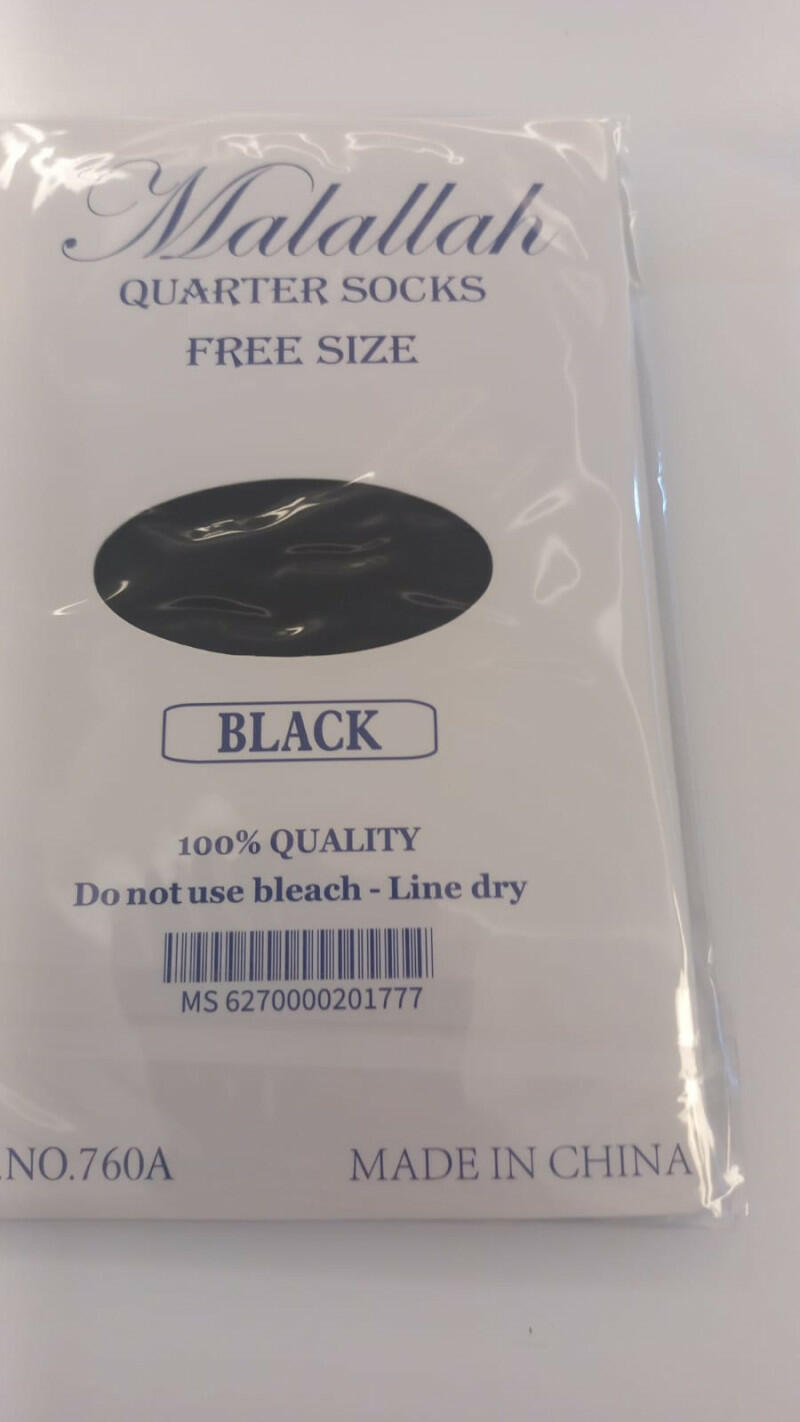 Malallah
QUARTER SOCKS
FREE SIZE
BLACK
100% QUALITY
Do not use bleach - Line dry
MS 6270000201777
.NO.760A
MADE IN CHINA